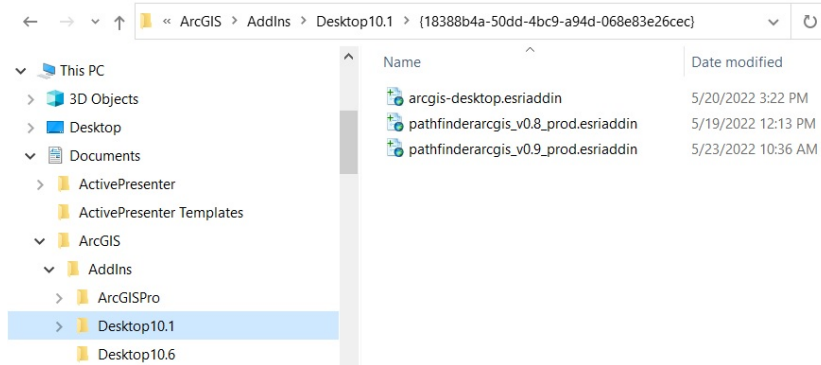 « ArcGIS > AddIns > Desktop10.1 > {18388b4a-50dd-4bc9-a94d-068e83e26cec}
This PC
3D Objects
Desktop
Documents
ActivePresenter
ActivePresenter Templates
ArcGIS
AddIns
ArcGISPro
Desktop10.1
Desktop10.6
Name Date modified
arcgis-desktop.esriaddin 5/20/2022 3:22 PM
pathfinderarcgis_v0.8_prod.esriaddin 5/19/2022 12:13 PM
pathfinderarcgis_v0.9_prod.esriaddin 5/23/2022 10:36 AM